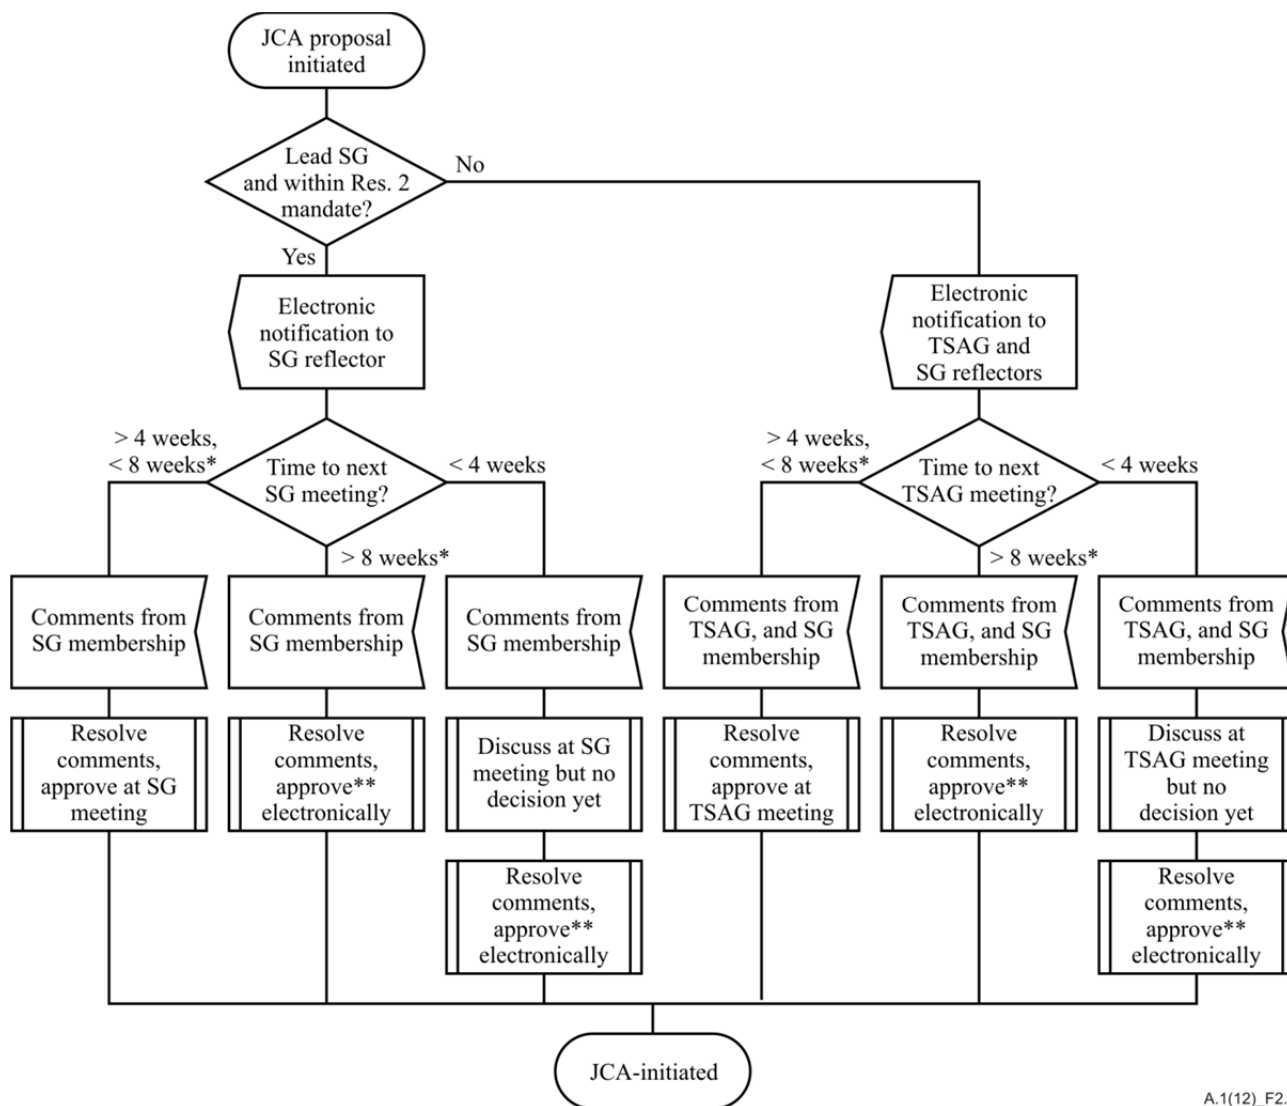 JCA proposal
initiated
Lead SG
and within Res. 2
mandate?
No
Yes
Electronic
notification to
SG reflector
Electronic
notification to
TSAG and
SG reflectors
> 4 weeks,
< 8 weeks*
Time to next
SG meeting?
< 4 weeks
> 8 weeks*
> 4 weeks,
< 8 weeks*
Time to next
TSAG meeting?
< 4 weeks
> 8 weeks*
Comments from
SG membership
Comments from
SG membership
Comments from
SG membership
Comments from
TSAG, and SG
membership
Comments from
TSAG, and SG
membership
Comments from
TSAG, and SG
membership
Resolve
comments,
approve at SG
meeting
Resolve
comments,
approve**
electronically
Discuss at SG
meeting but no
decision yet
Resolve
comments,
approve at
TSAG meeting
Resolve
comments,
approve**
electronically
Discuss at
TSAG meeting
but no
decision yet
Resolve
comments,
approve**
electronically
Resolve
comments,
approve**
electronically
JCA-initiated
A.1(12)_F2.